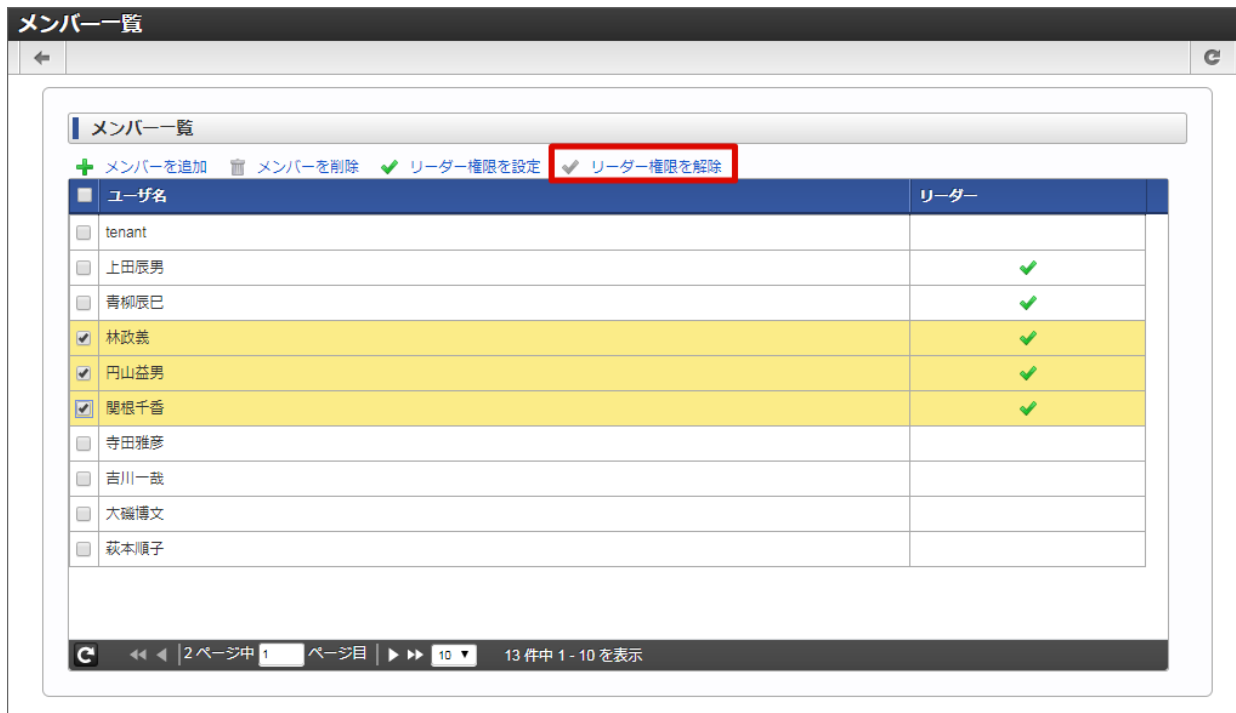 メンバー一覧
メンバー一覧
メンバーを追加 メンバーを削除 リーダー権限を設定 リーダー権限を解除
ユーザ名 リーダー
tenant
上田辰男
青柳辰巳
林政義
円山益男
関根千香
寺田雅彦
吉川一哉
大磯博文
萩本順子
2 ページ中 1 ページ目 10 13 件中 1 - 10 を表示